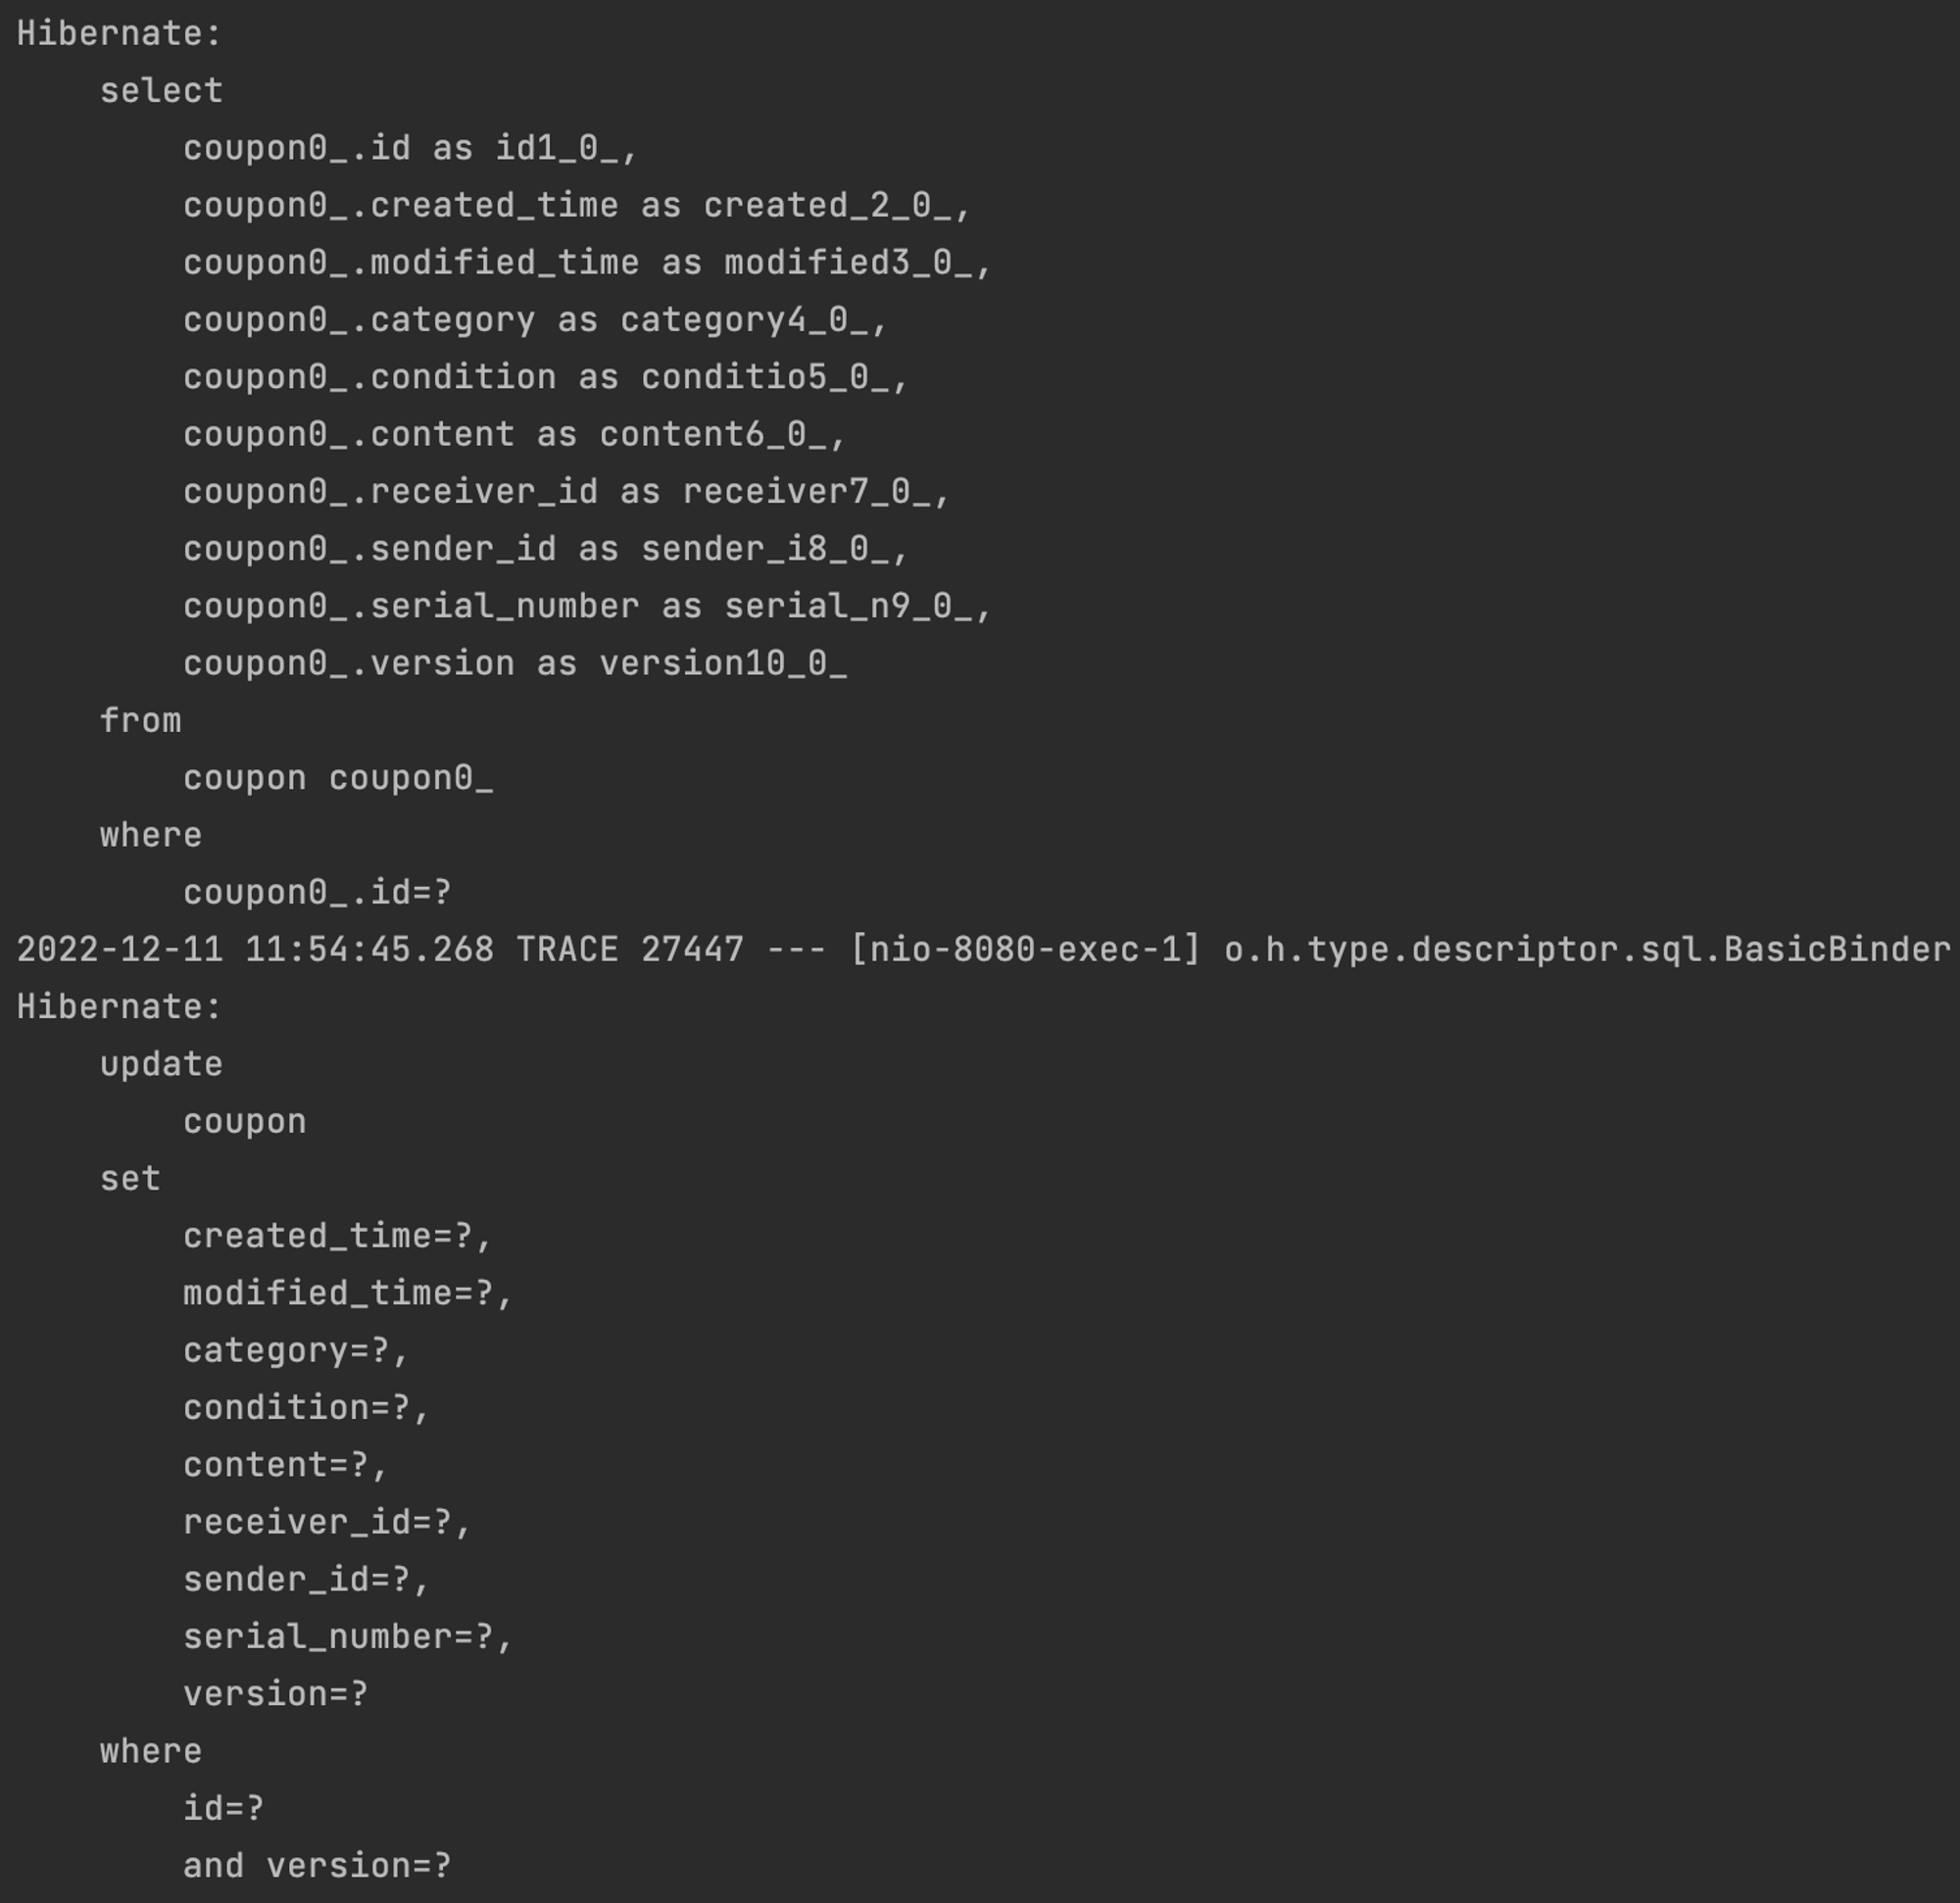 Hibernate:
select
coupon0_.id as id1_0_,
coupon0_.created_time as created_2_0_,
coupon0_.modified_time as modified3_0_,
coupon0_.category as category4_0_,
coupon0_.condition as conditio5_0_,
coupon0_.content as content6_0_,
coupon0_.receiver_id as receiver7_0_,
coupon0_.sender_id as sender_i8_0_,
coupon0_.serial_number as serial_n9_0_,
coupon0_.version as version10_0_
from
coupon coupon0_
where
coupon0_.id=?
2022-12-11 11:54:45.268 TRACE 27447 --- [nio-8080-exec-1] o.h.type.descriptor.sql.BasicBinder
Hibernate:
update
coupon
set
created_time=?,
modified_time=?,
category=?,
condition=?,
content=?,
receiver_id=?,
sender_id=?,
serial_number=?,
version=?
where
id=?
and version=?